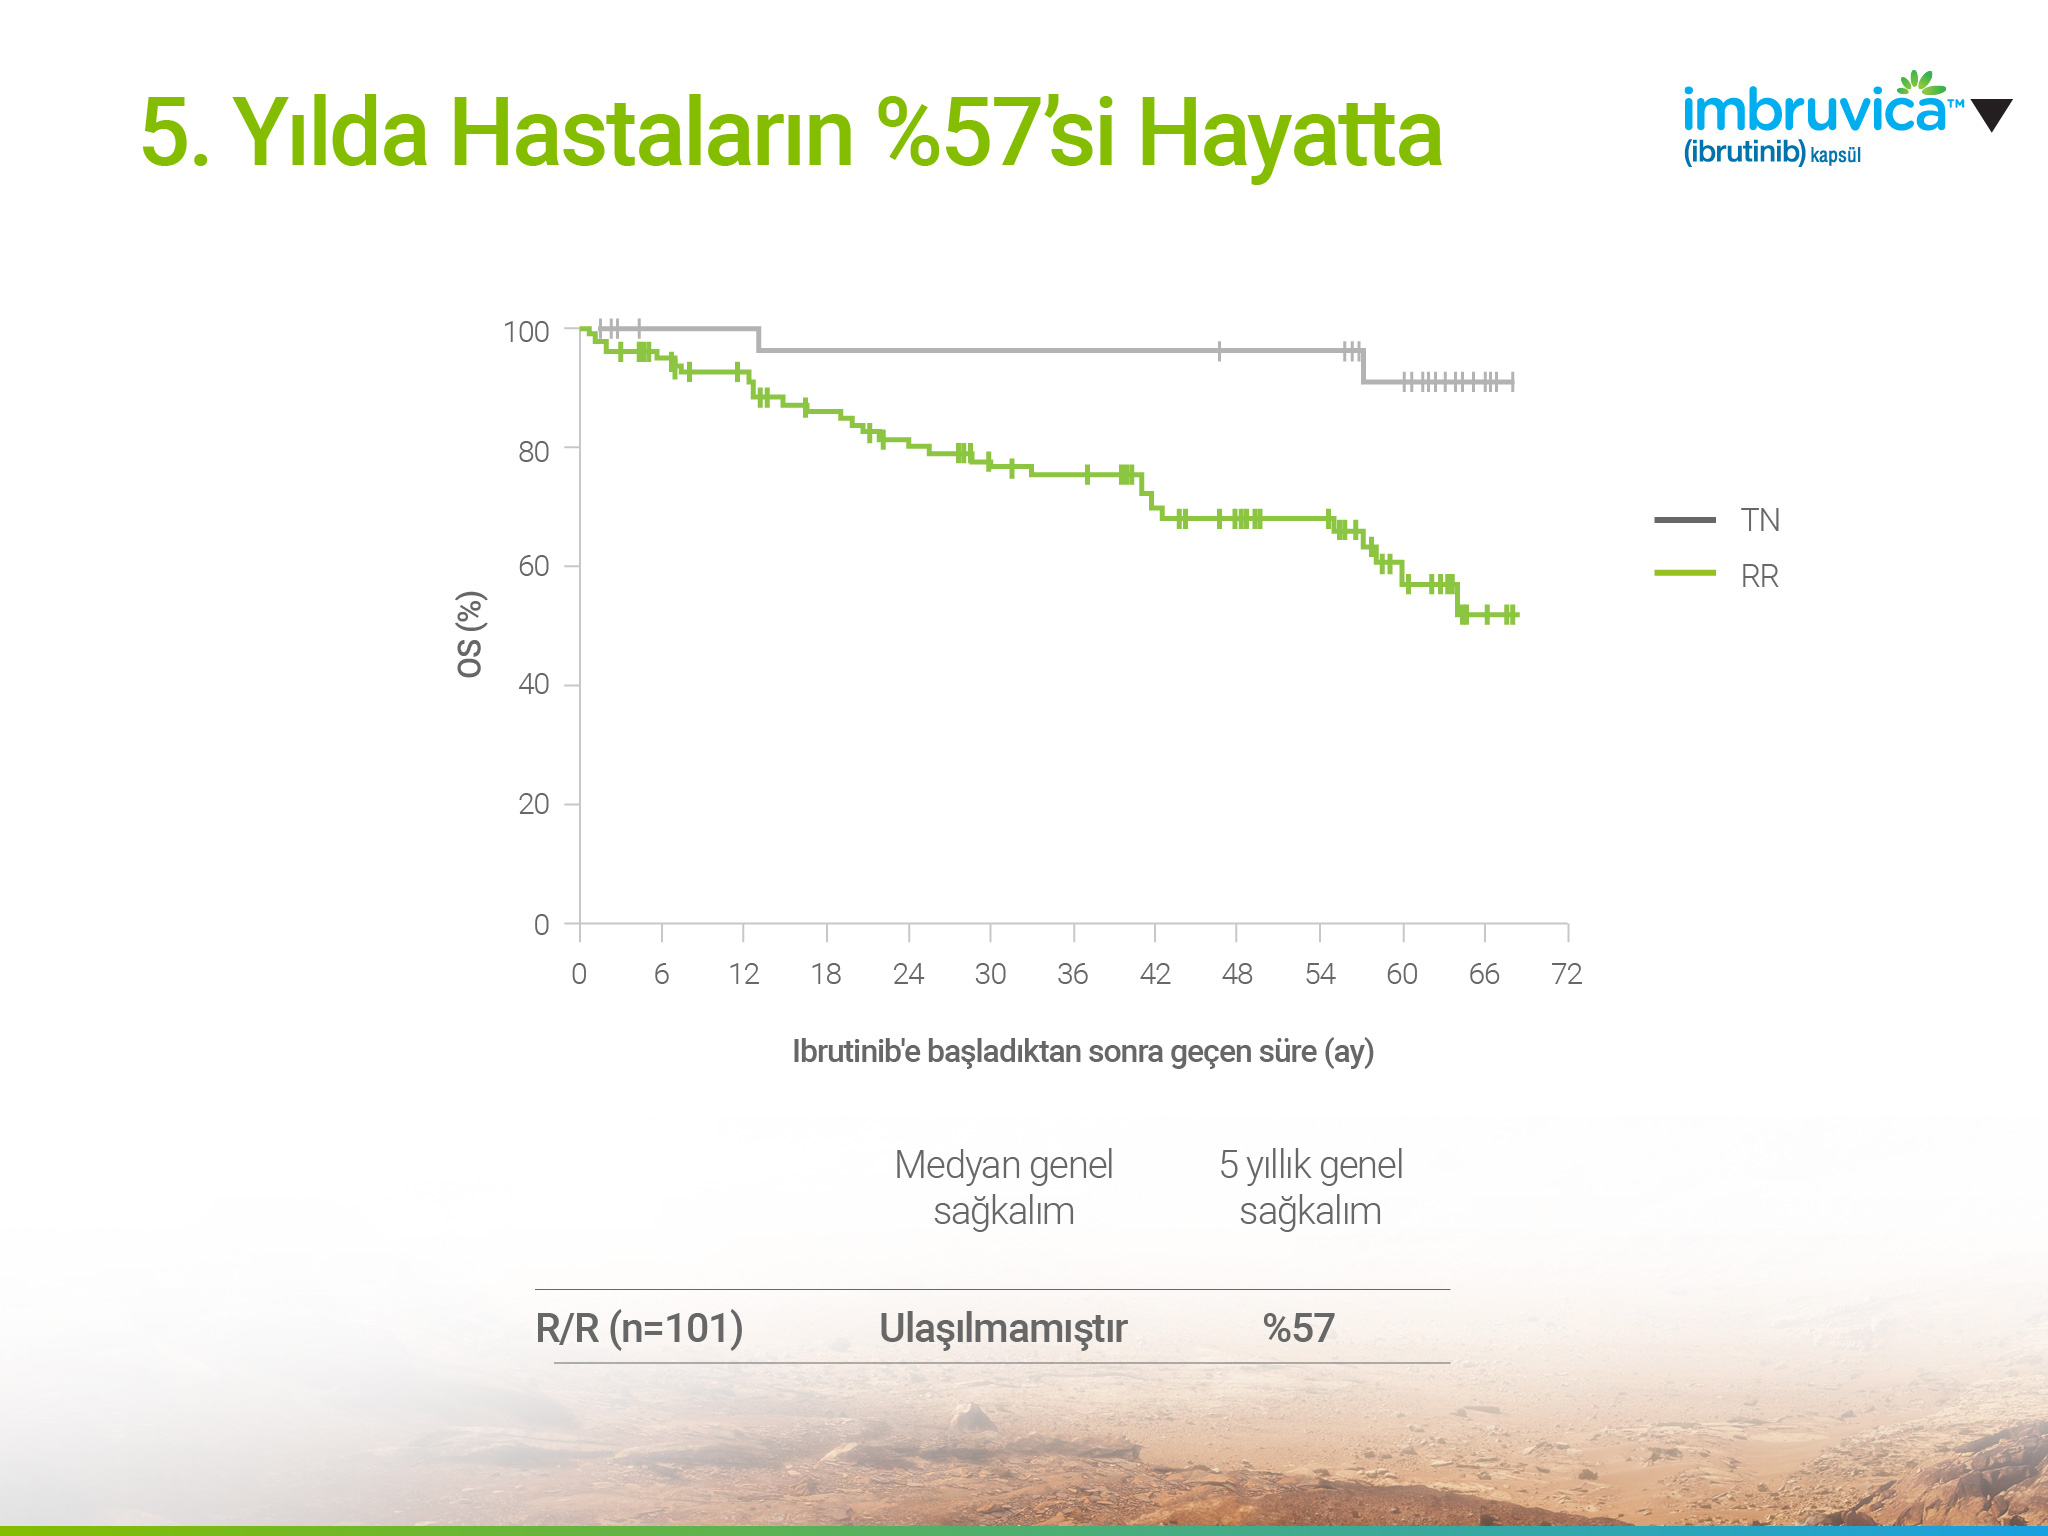 5. Yılda Hastaların %57’si Hayatta
imbruvica™
(ibrutinib) kapsül
100
80
60
40
20
0
OS (%)
0 6 12 18 24 30 36 42 48 54 60 66 72
Ibrutinib'e başladıktan sonra geçen süre (ay)
TN
RR
Medyan genel
sağkalım
5 yıllık genel
sağkalım
R/R (n=101) Ulaşılmamıştır %57